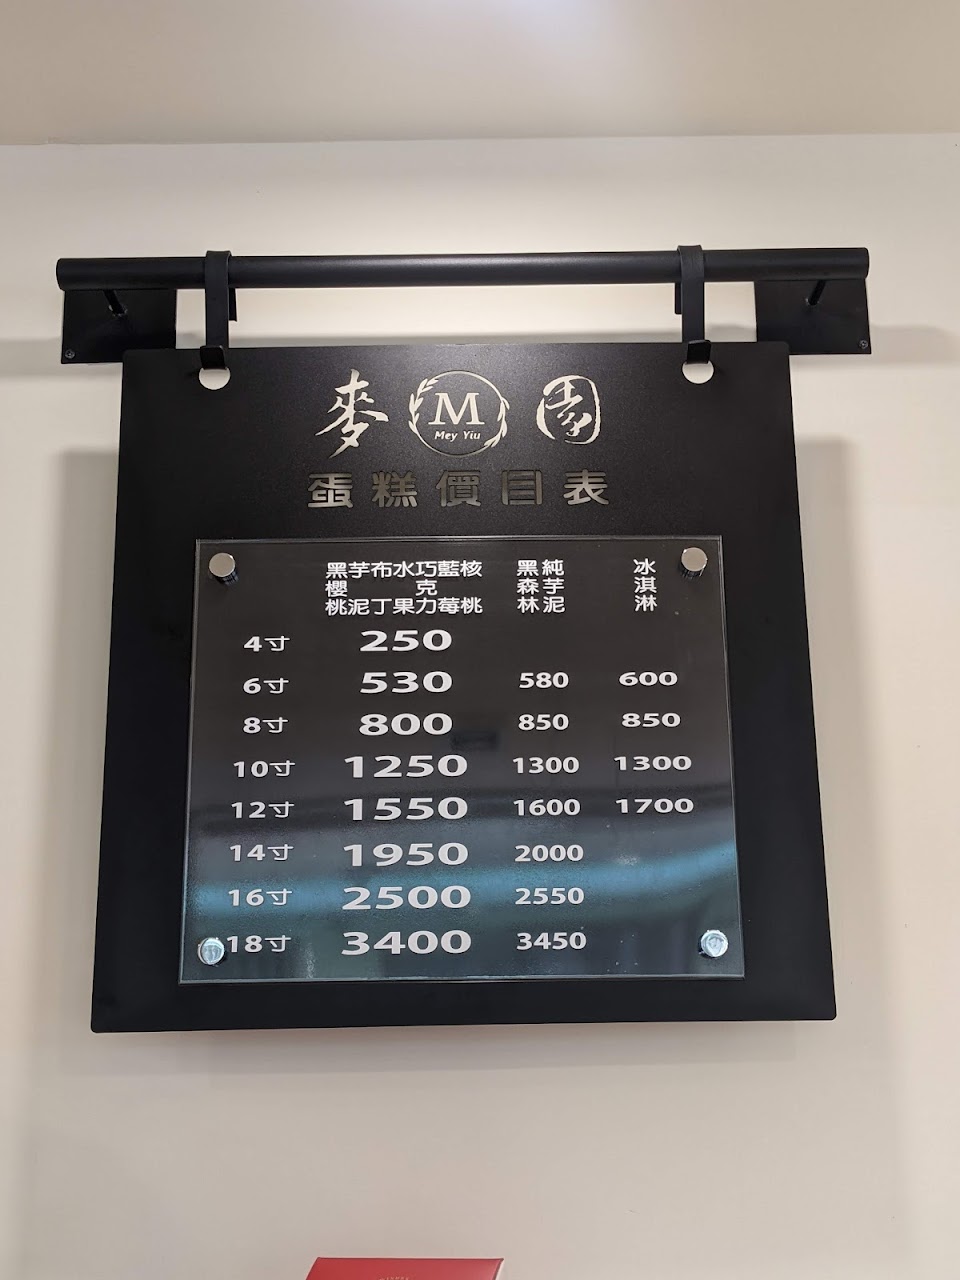 麥 M 園
Mey Yiu
蛋糕價目表
黑櫻桃 芋泥 布丁 水果 巧克力 藍莓 核桃 黑森林 純芋泥 冰淇淋
4寸 250
6寸 530 580 600
8寸 800 850 850
10寸 1250 1300 1300
12寸 1550 1600 1700
14寸 1950 2000
16寸 2500 2550
18寸 3400 3450